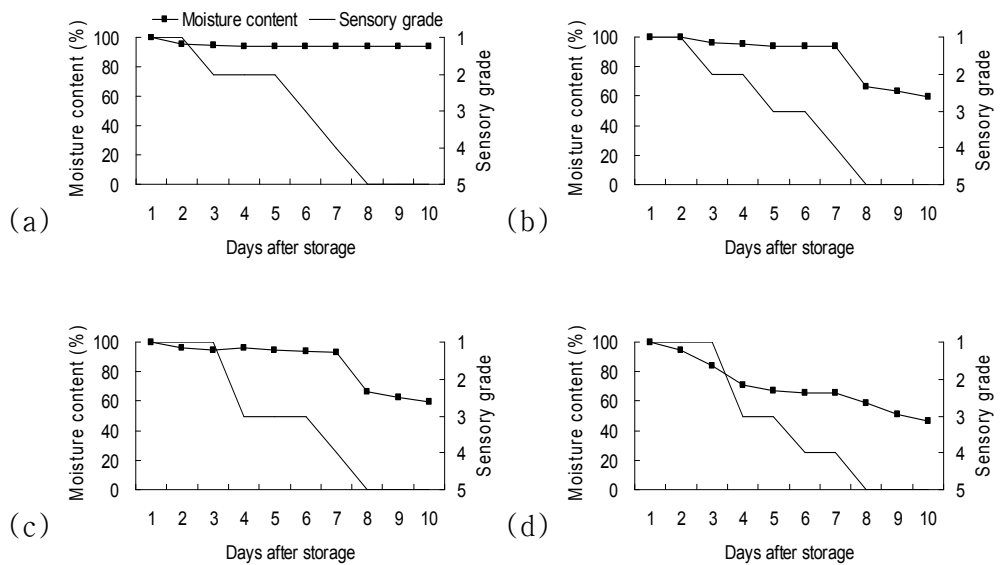 Moisture content
Sensory grade
Moisture content (%)
100
80
60
40
20
0
1
2
3
4
5
Sensory grade
1 2 3 4 5 6 7 8 9 10
(a)
Days after storage
Moisture content (%)
100
80
60
40
20
0
1
2
3
4
5
Sensory grade
1 2 3 4 5 6 7 8 9 10
(b)
Days after storage
Moisture content (%)
100
80
60
40
20
0
1
2
3
4
5
Sensory grade
1 2 3 4 5 6 7 8 9 10
(c)
Days after storage
Moisture content (%)
100
80
60
40
20
0
1
2
3
4
5
Sensory grade
1 2 3 4 5 6 7 8 9 10
(d)
Days after storage